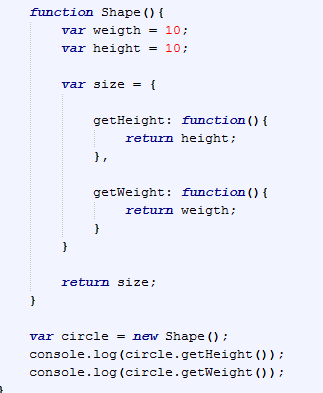 function Shape(){
var weigth = 10;
var height = 10;
var size = {
getHeight: function(){
return height;
},
getWeight: function(){
return weigth;
}
}
return size;
}
var circle = new Shape();
console.log(circle.getHeight());
console.log(circle.getWeight());
}